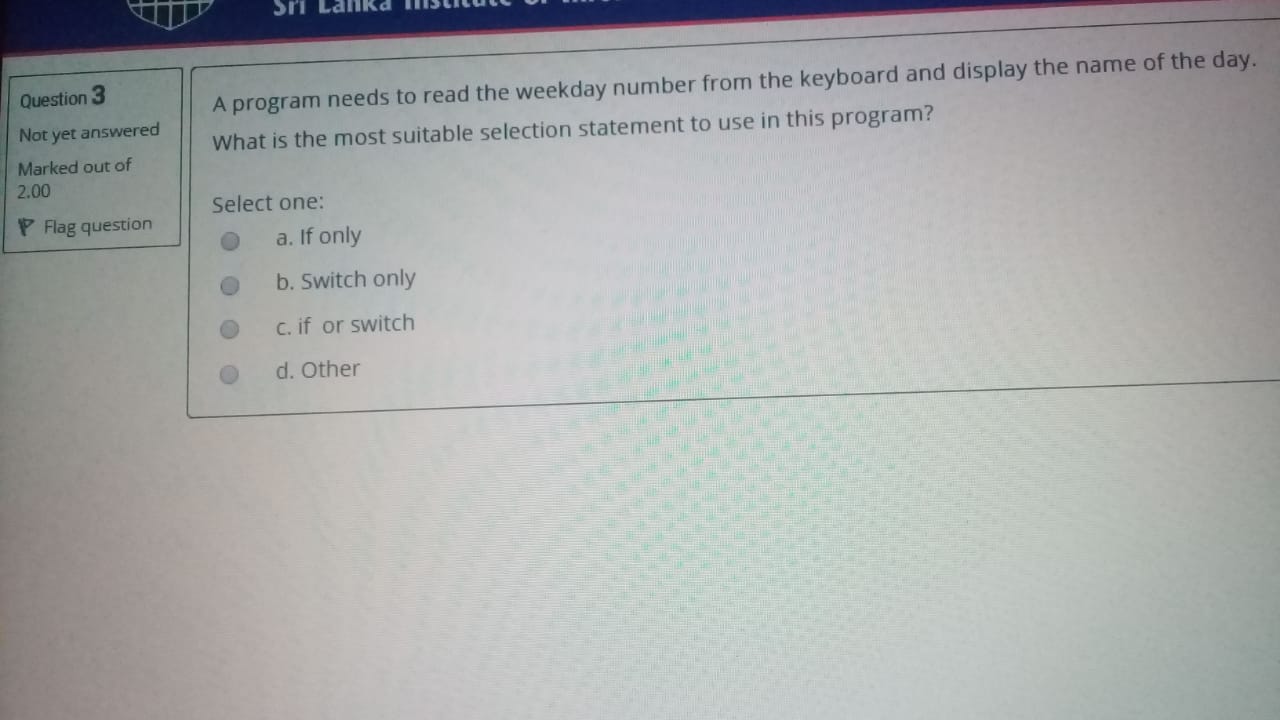 Sri Lanka
Question 3
Not yet answered
Marked out of
2.00
Flag question
A program needs to read the weekday number from the keyboard and display the name of the day.
What is the most suitable selection statement to use in this program?
Select one:
a. If only
b. Switch only
c. if or switch
d. Other